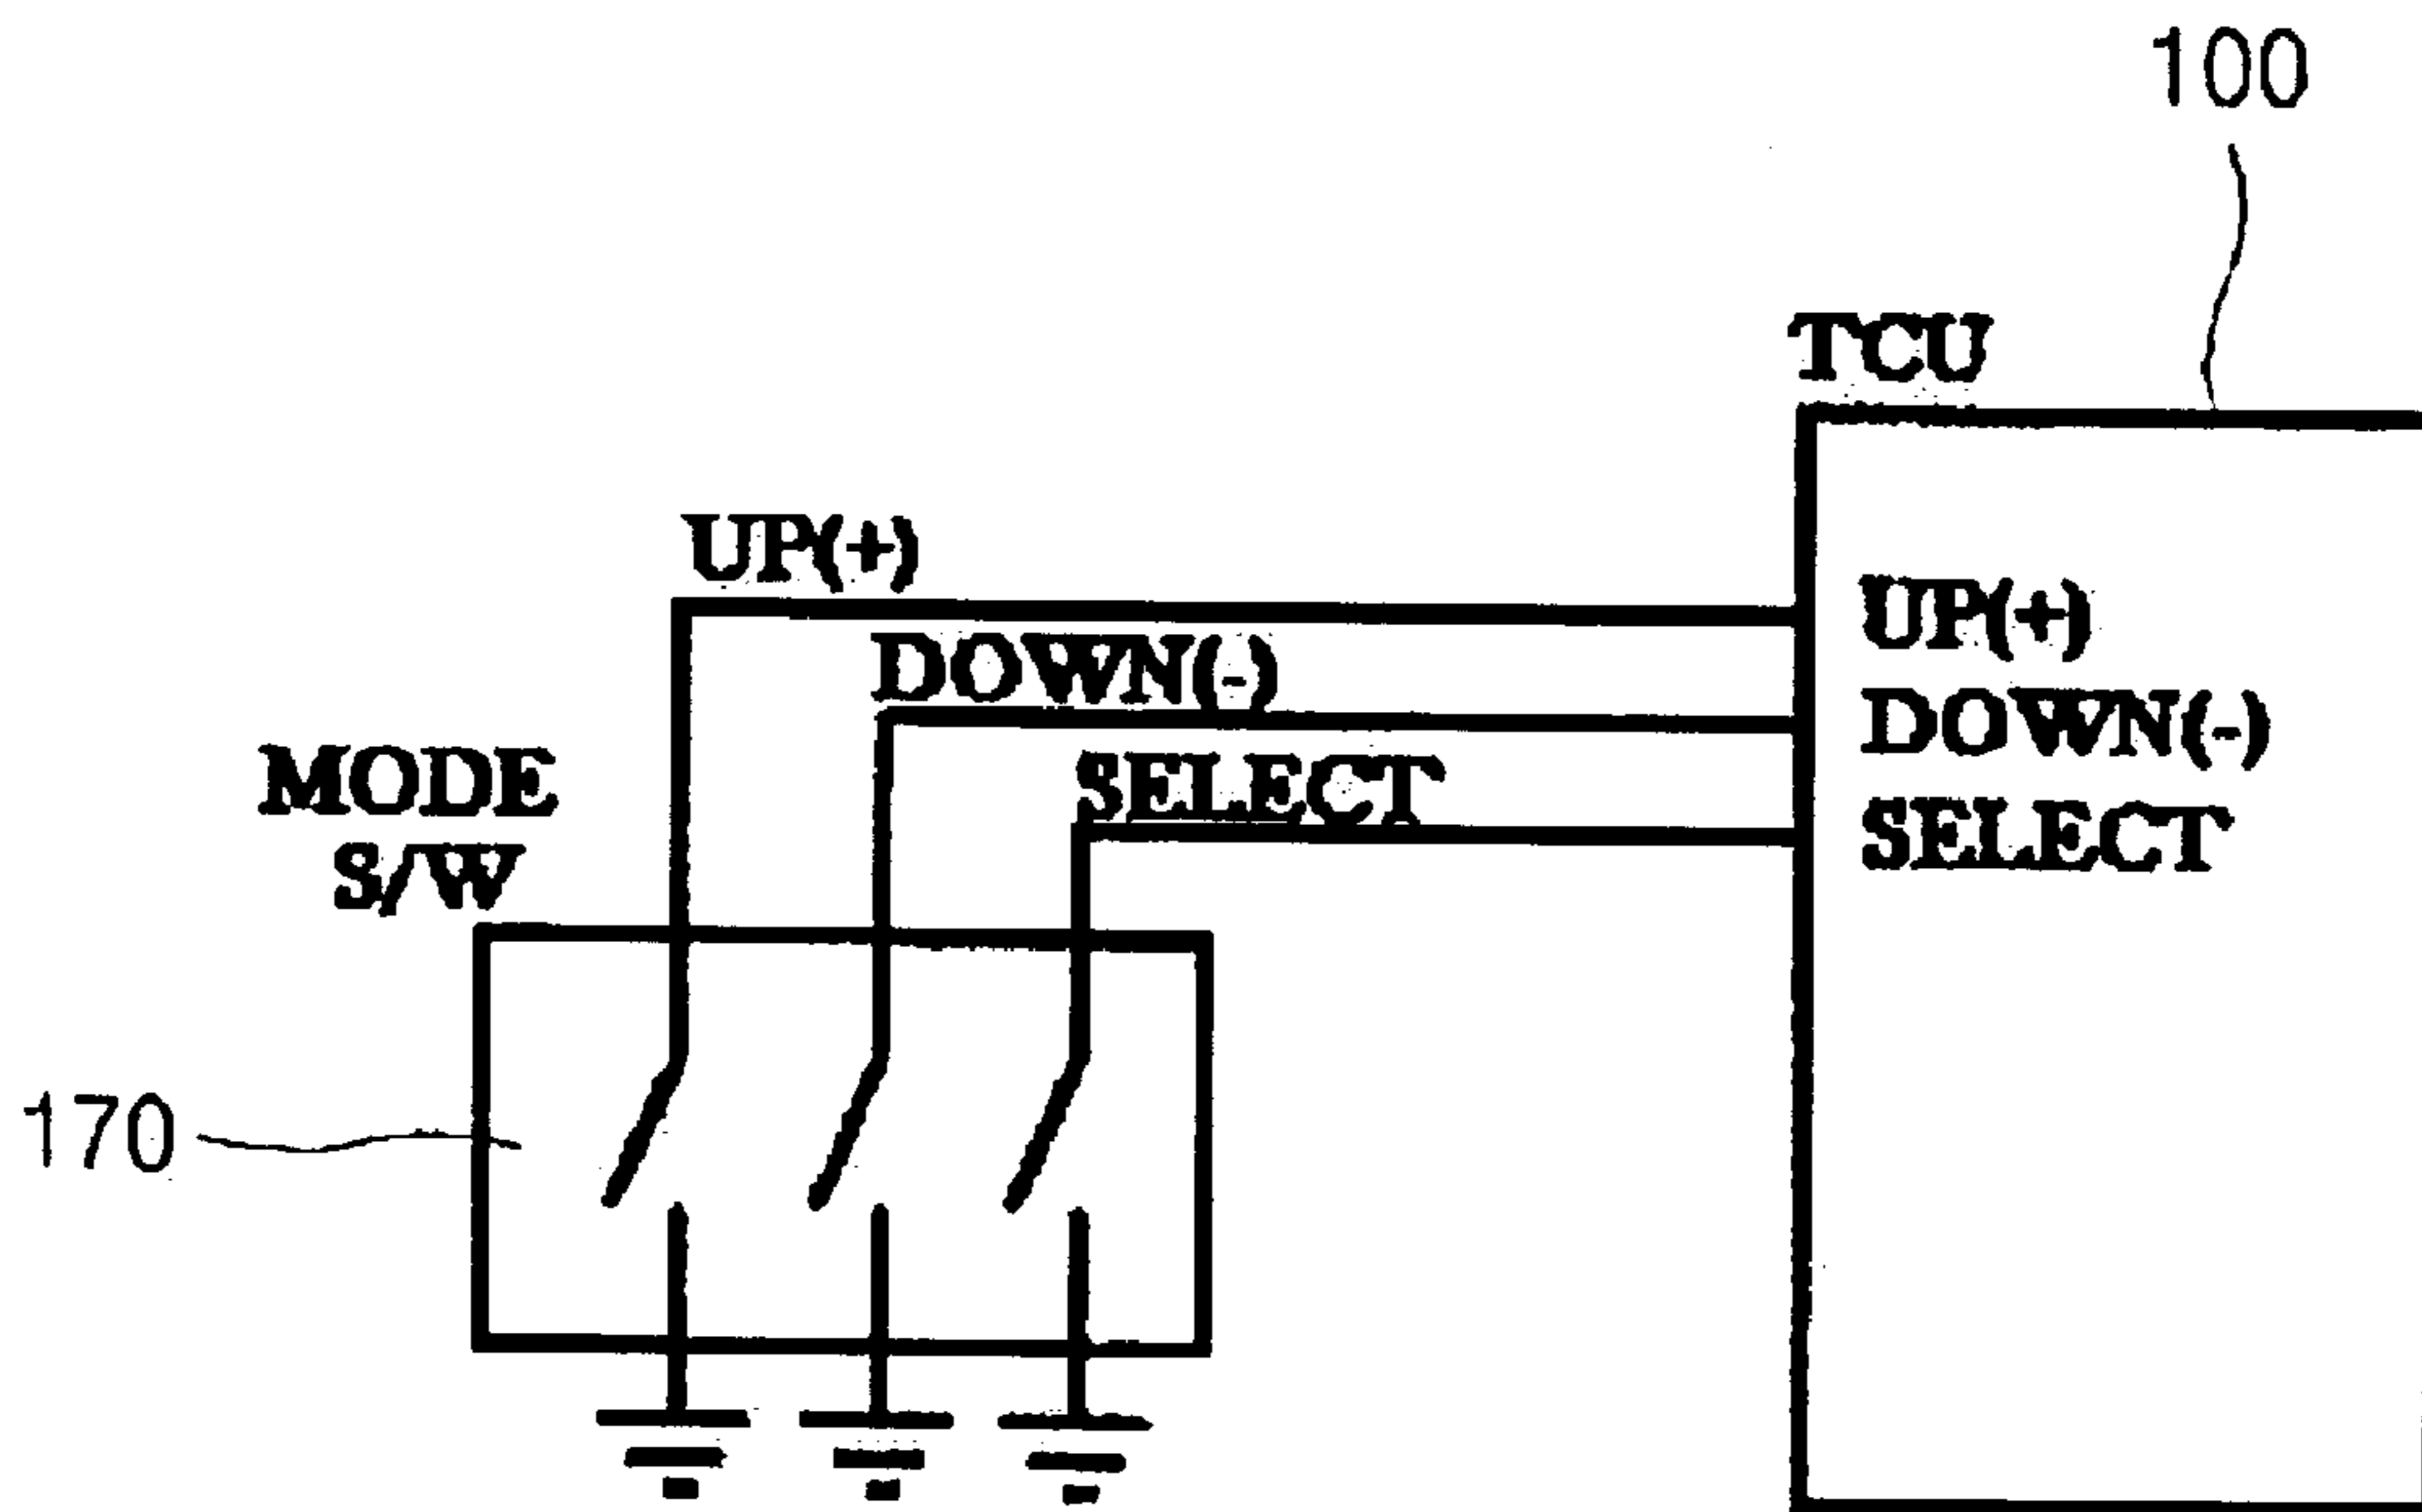 100
TCU
UP(+)
UP(+)
DOWN(-)
DOWN(-)
SELECT
SELECT
MODE
S/W
170